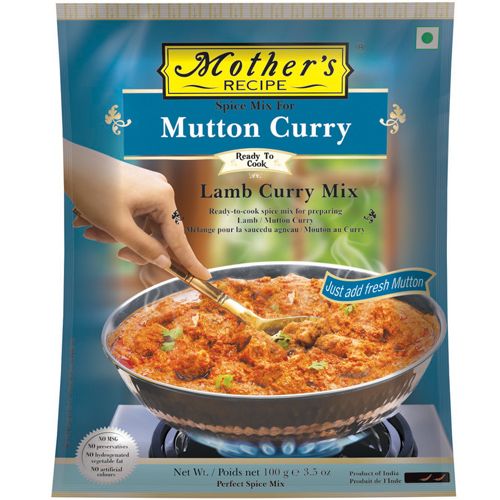 Mother's
RECIPE
®
Spice Mix For
Mutton Curry
Ready To
Cook
Lamb Curry Mix
Ready-to-cook spice mix for preparing
Lamb / Mutton Curry
Mélange pour la saucedu agneau / Mouton au Curry
Just add fresh Mutton
NO MSG
NO preservatives
NO hydrogenated
vegetable fat
NO artificial
colours
Net Wt. / Poids net 100 g e 3.5 oz
Perfect Spice Mix
Product of India
Produit de l'Inde